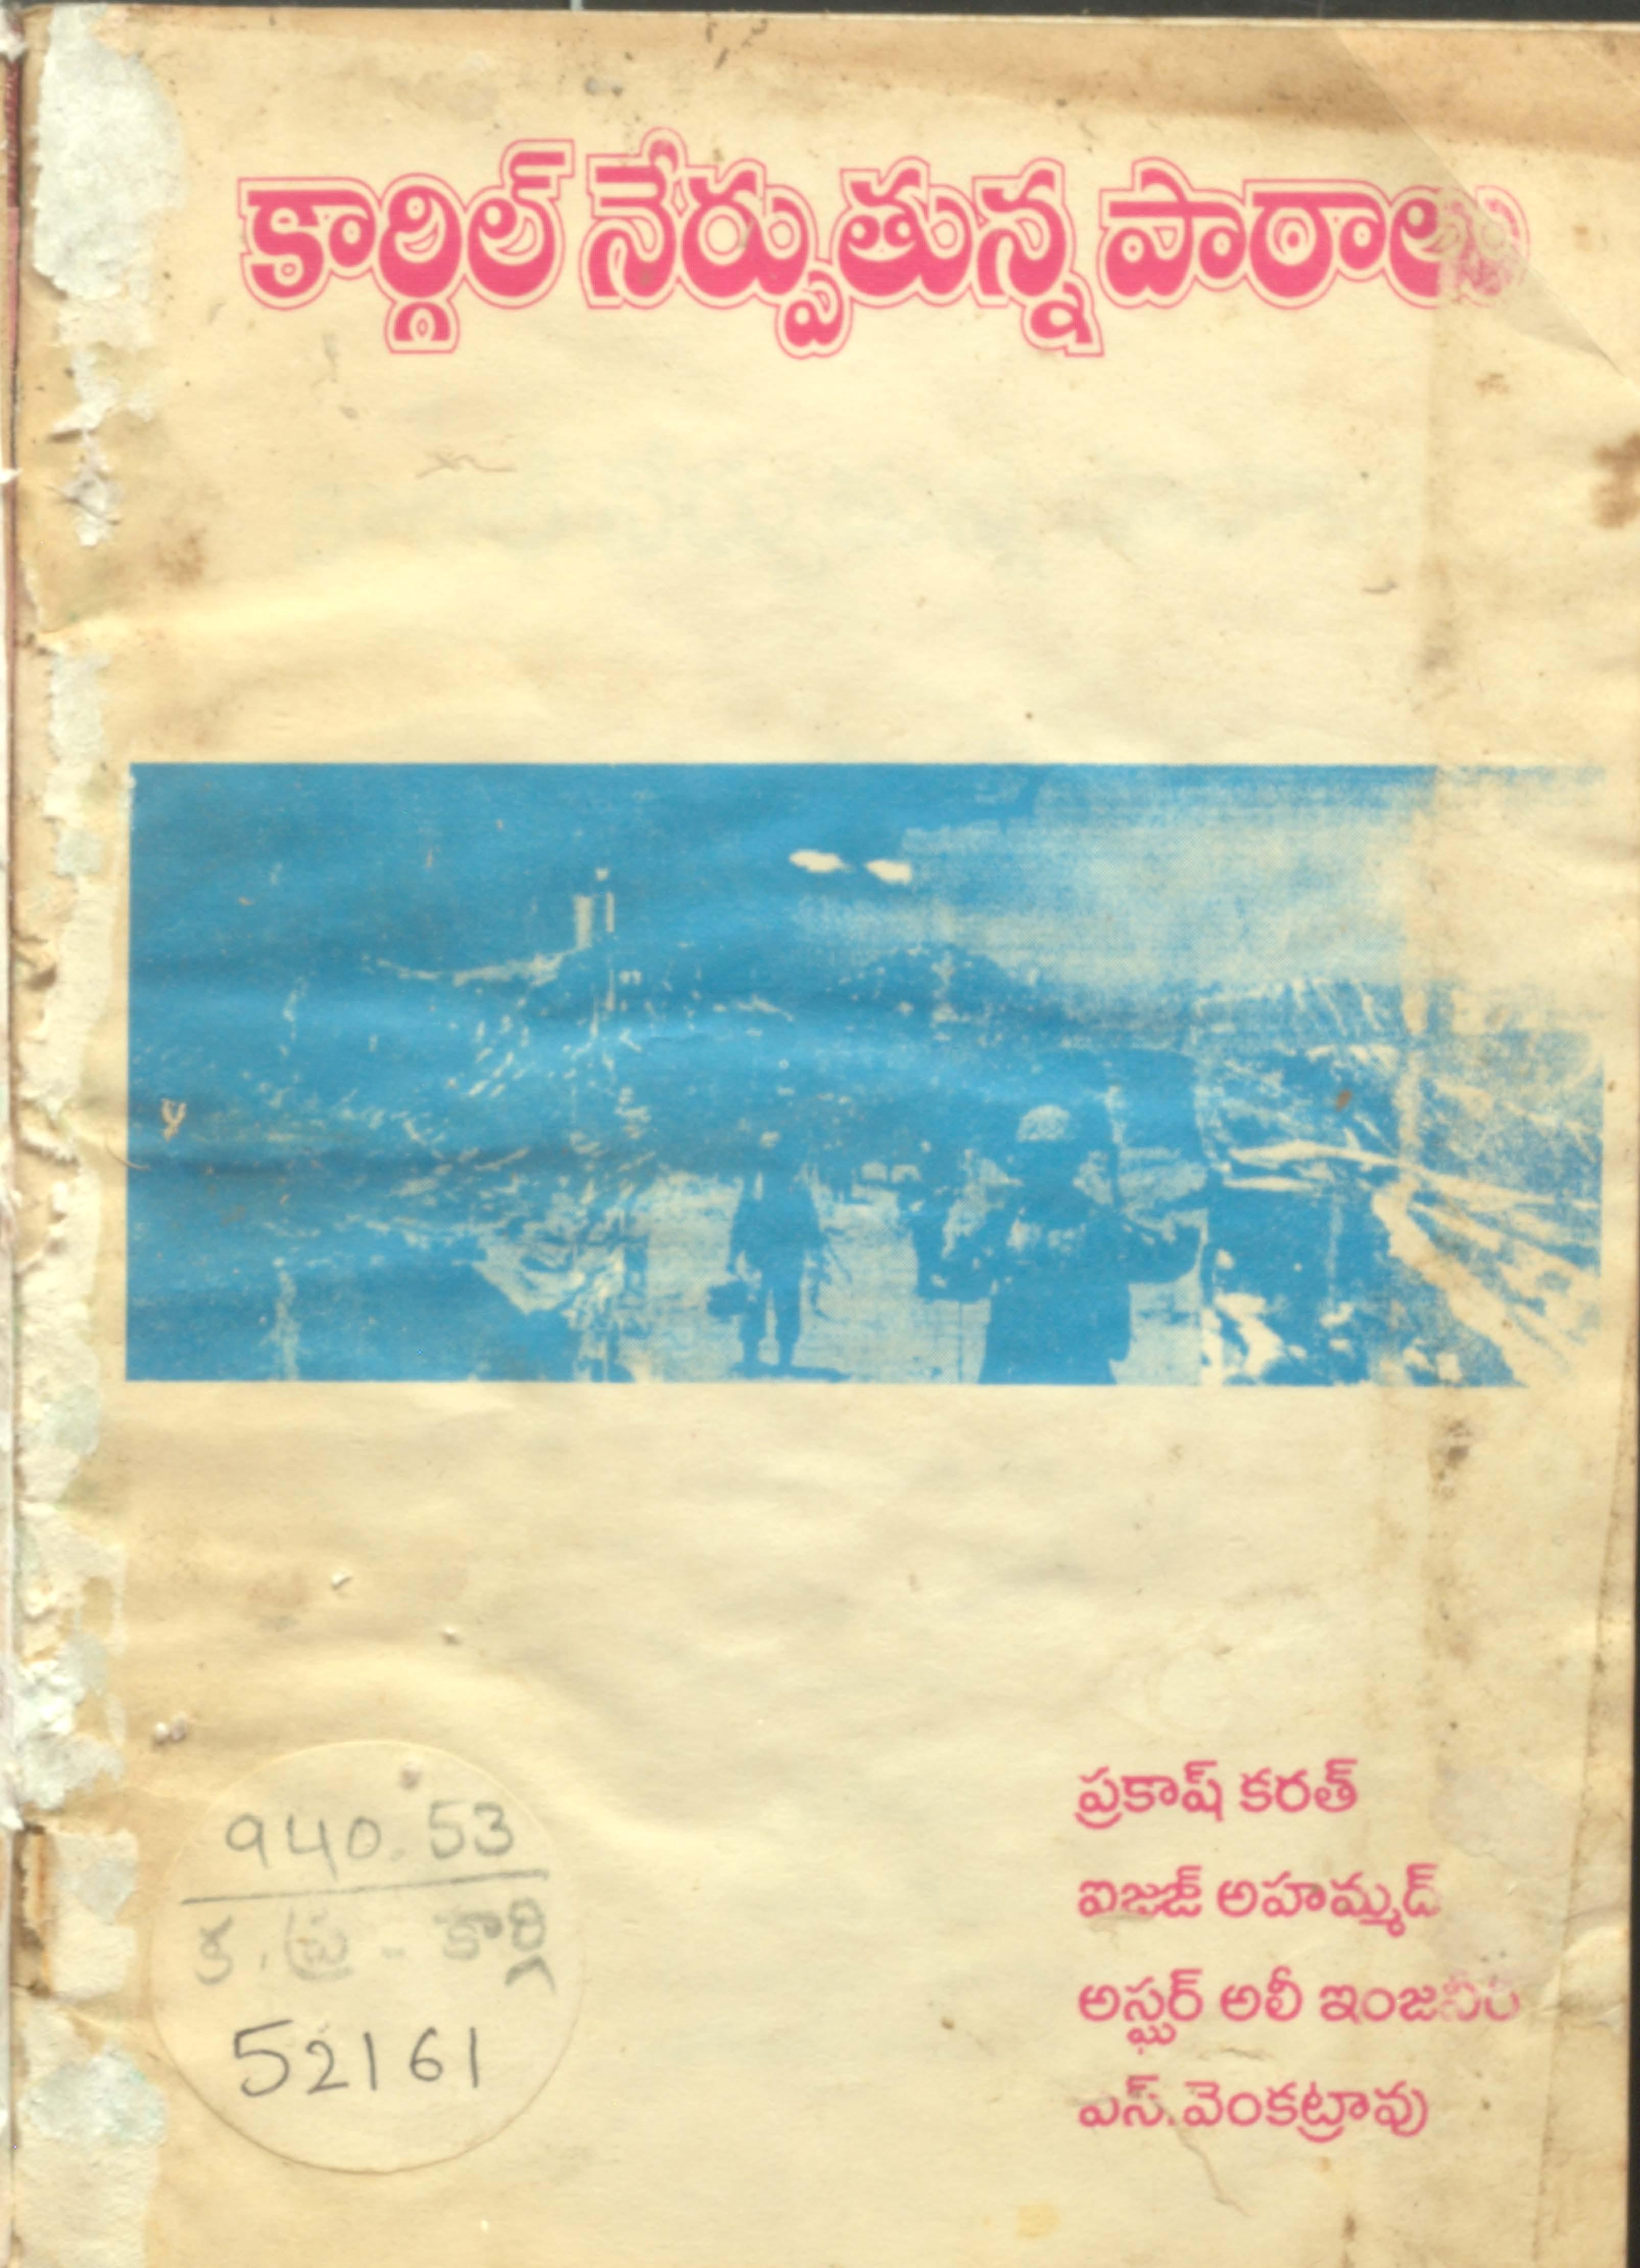 కార్గిల్ నేర్పుతున్న పాఠాలు
ప్రకాష్ కరత్
ఐజజ్ అహమ్మద్
అస్ఘర్ అలీ ఇంజనీర్
ఎస్.వెంకట్రావు
940.53
క. ప్ర - కార్గి
52161